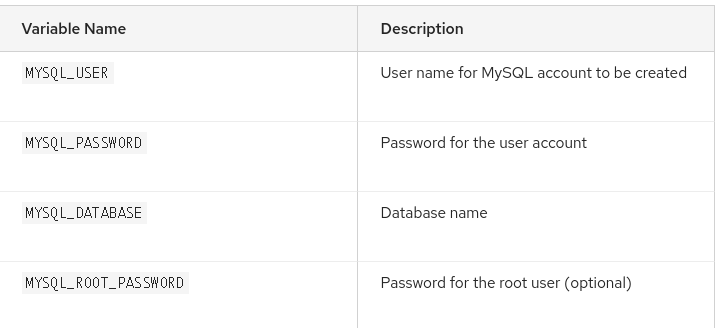 Variable Name Description
MYSQL_USER User name for MySQL account to be created
MYSQL_PASSWORD Password for the user account
MYSQL_DATABASE Database name
MYSQL_ROOT_PASSWORD Password for the root user (optional)